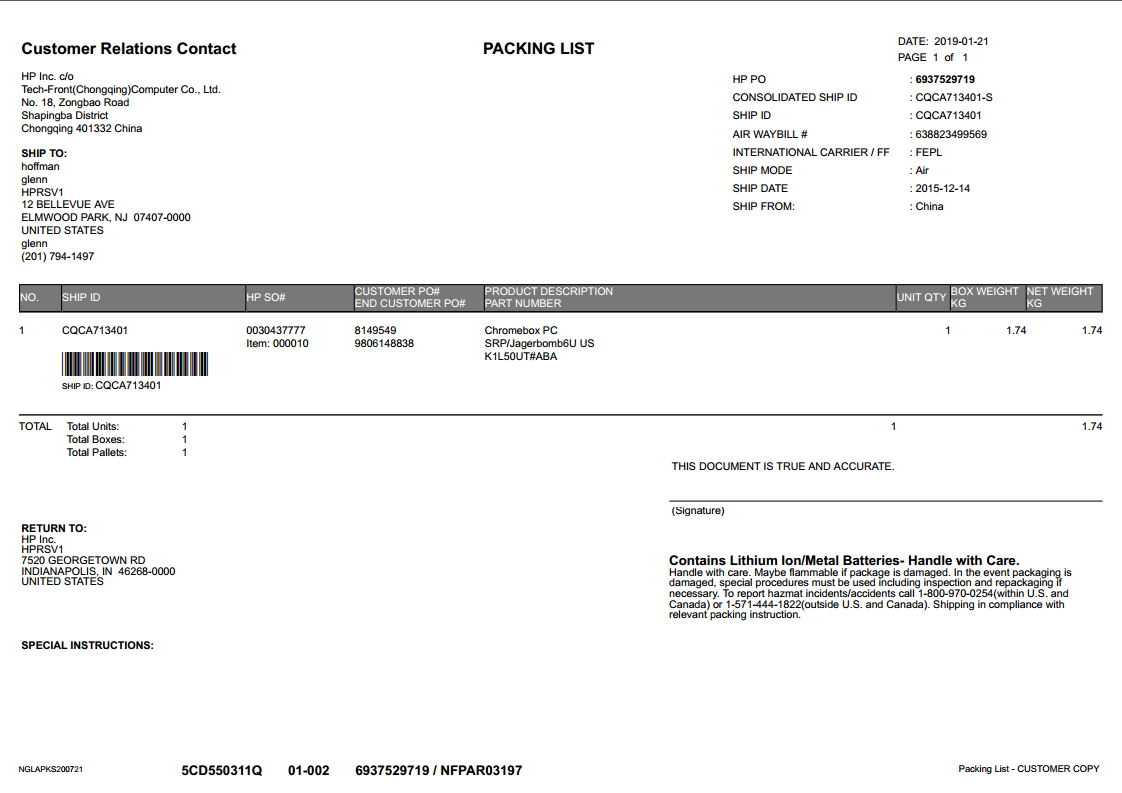 Customer Relations Contact
PACKING LIST
DATE: 2019-01-21
PAGE 1 of 1
HP Inc. c/o
Tech-Front(Chongqing)Computer Co., Ltd.
No. 18, Zongbao Road
Shapingba District
Chongqing 401332 China
HP PO : 6937529719
CONSOLIDATED SHIP ID : CQCA713401-S
SHIP ID : CQCA713401
AIR WAYBILL # : 638823499569
INTERNATIONAL CARRIER / FF : FEPL
SHIP MODE : Air
SHIP DATE : 2015-12-14
SHIP FROM: : China
SHIP TO:
hoffman
glenn
HPRSV1
12 BELLEVUE AVE
ELMWOOD PARK, NJ 07407-0000
UNITED STATES
glenn
(201) 794-1497
NO. SHIP ID HP SO# CUSTOMER PO# END CUSTOMER PO# PRODUCT DESCRIPTION PART NUMBER UNIT QTY BOX WEIGHT KG NET WEIGHT KG
1 CQCA713401 0030437777 8149549 Chromebox PC 1 1.74 1.74
Item: 000010 9806148838 SRP/Jagerbomb6U US
K1L50UT#ABA
SHIP ID: CQCA713401
TOTAL Total Units: 1 1 1.74
Total Boxes: 1
Total Pallets: 1
THIS DOCUMENT IS TRUE AND ACCURATE.
(Signature)
RETURN TO:
HP Inc.
HPRSV1
7520 GEORGETOWN RD
INDIANAPOLIS, IN 46268-0000
UNITED STATES
Contains Lithium Ion/Metal Batteries- Handle with Care.
Handle with care. Maybe flammable if package is damaged. In the event packaging is
damaged, special procedures must be used including inspection and repackaging if
necessary. To report hazmat incidents/accidents call 1-800-970-0254(within U.S. and
Canada) or 1-571-444-1822(outside U.S. and Canada). Shipping in compliance with
relevant packing instruction.
SPECIAL INSTRUCTIONS:
NGLAPKS200721 5CD550311Q 01-002 6937529719 / NFPAR03197 Packing List - CUSTOMER COPY